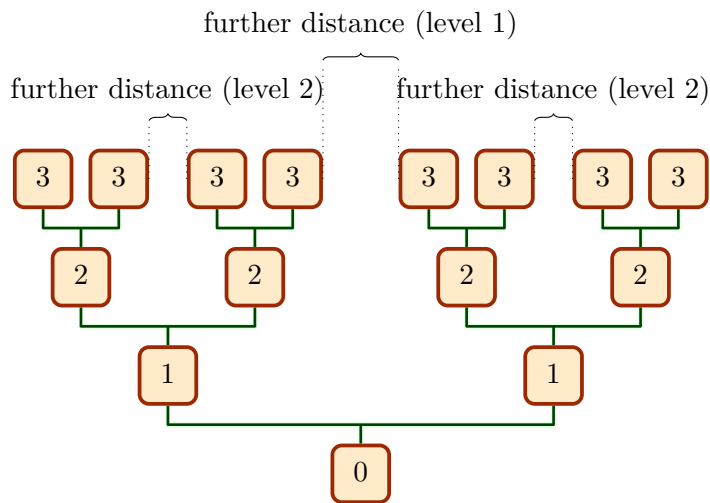 further distance (level 1)
further distance (level 2) further distance (level 2)
3 3 3 3 3 3 3 3
2 2 2 2
1 1
0